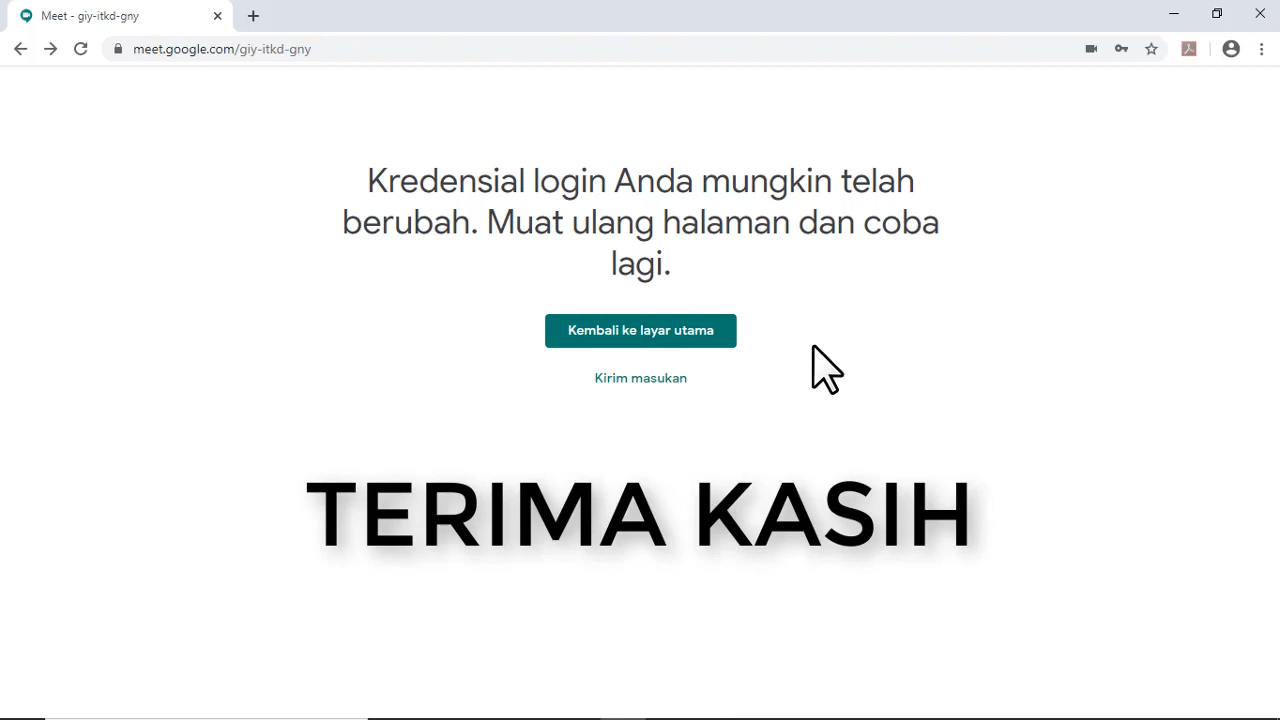 Meet - giy-itkd-gny
meet.google.com/giy-itkd-gny
Kredensial login Anda mungkin telah
berubah. Muat ulang halaman dan coba
lagi.
Kembali ke layar utama
Kirim masukan
TERIMA KASIH